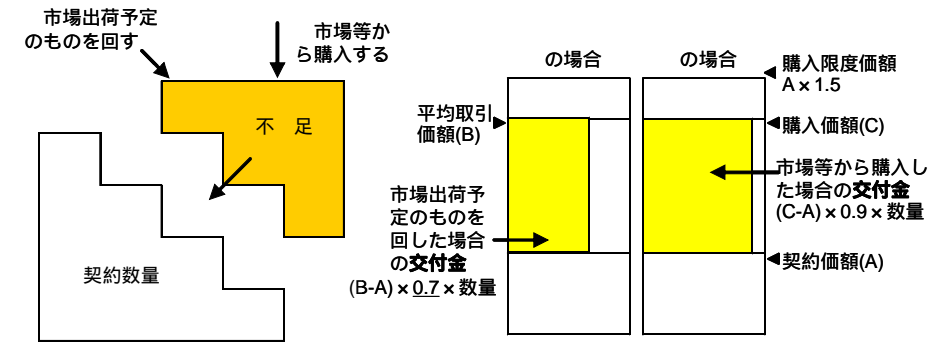 市場出荷予定
のものを回す
市場等か
ら購入する
不　足
契約数量
の場合
の場合
平均取引
価額(B)
市場出荷予
定のものを
回した場合
の交付金
(B-A)×0.7×数量
購入限度価額
A×1.5
購入価額(C)
市場等から購入し
た場合の交付金
(C-A)×0.9×数量
契約価額(A)